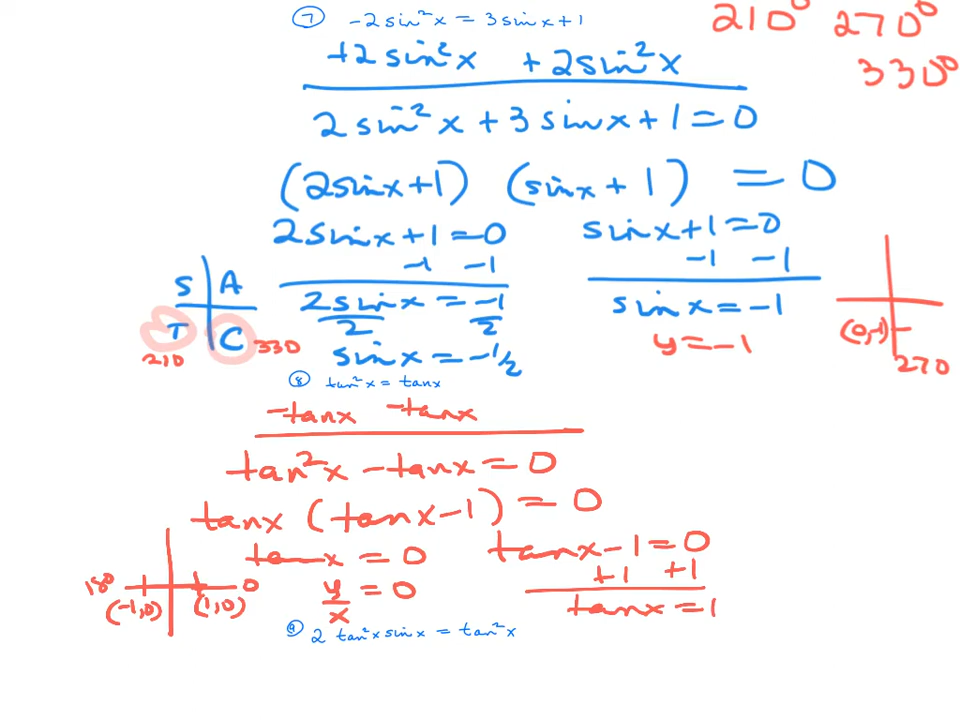 ⑦ -2sin²x = 3sinx+1
210° 270°
330°
+2sin²x +2sin²x
2sin²x + 3sinx + 1 = 0
(2sinx+1) (sinx + 1) = 0
2sinx + 1 = 0 sinx + 1 = 0
-1 -1 -1 -1
S A
T C
210 330
2sinx = -1 sinx = -1
2 2
sinx = -1/2 y = -1
(0,-1)
270
⑧ tan²x = tanx
-tanx -tanx
tan²x - tanx = 0
tanx (tanx - 1) = 0
tanx = 0 tanx - 1 = 0
+1 +1
180 0 y/x = 0 tanx = 1
(-1,0) (1,0)
⑨ 2 tan²x sinx = tan²x